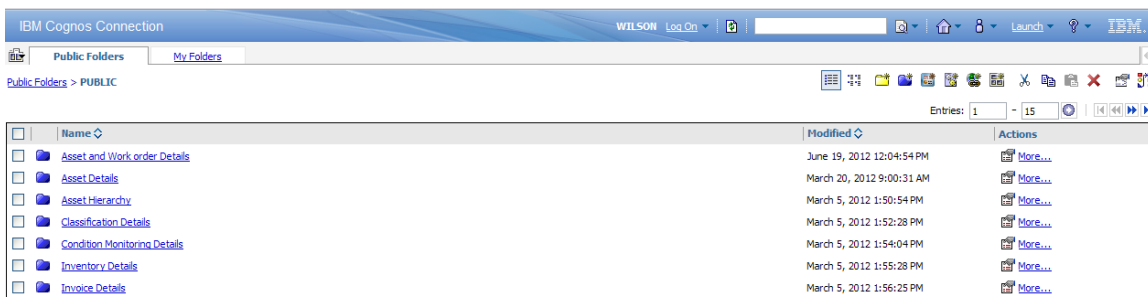 IBM Cognos Connection WILSON Log On Launch ? IBM.
Public Folders My Folders
Public Folders > PUBLIC
Entries: 1 - 15
Name Modified Actions
Asset and Work order Details June 19, 2012 12:04:54 PM More...
Asset Details March 20, 2012 9:00:31 AM More...
Asset Hierarchy March 5, 2012 1:50:54 PM More...
Classification Details March 5, 2012 1:52:28 PM More...
Condition Monitoring Details March 5, 2012 1:54:04 PM More...
Inventory Details March 5, 2012 1:55:28 PM More...
Invoice Details March 5, 2012 1:56:25 PM More...